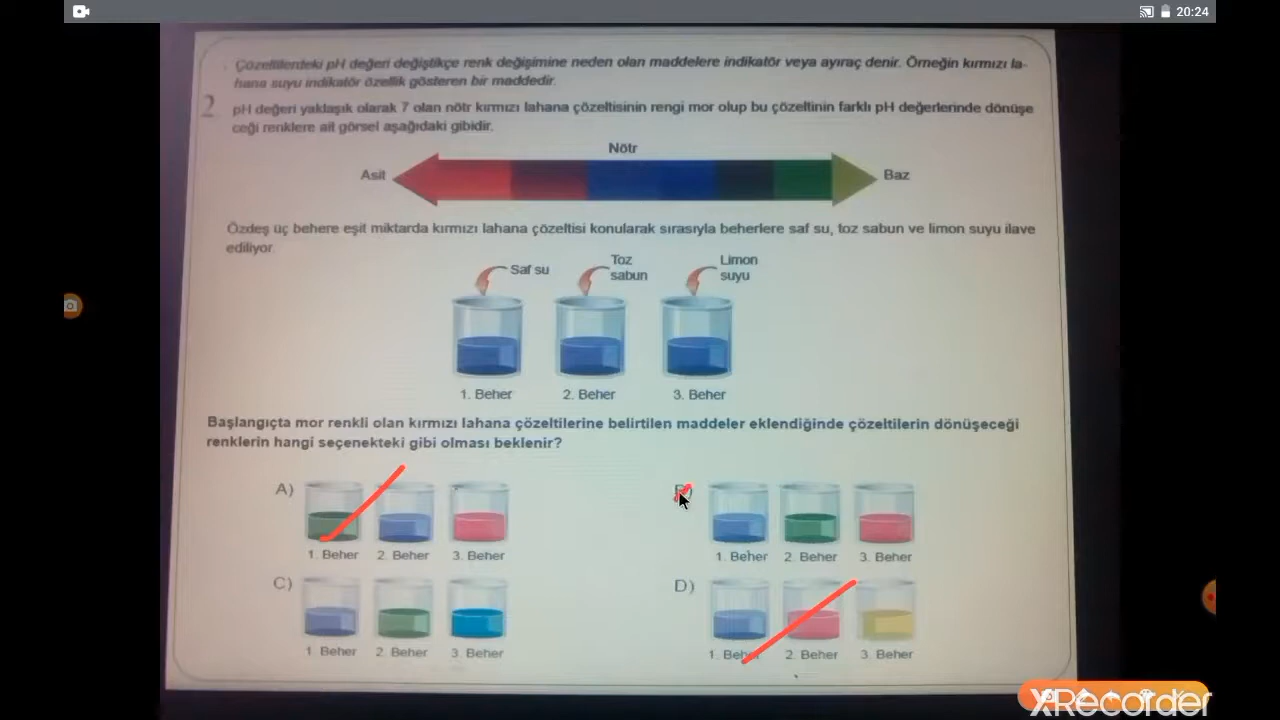 20:24
Çözeltilerdeki pH değeri değiştikçe renk değişimine neden olan maddelere indikatör veya ayıraç denir. Örneğin kırmızı la-
hana suyu indikatör özellik gösteren bir maddedir.
2
pH değeri yaklaşık olarak 7 olan nötr kırmızı lahana çözeltisinin rengi mor olup bu çözeltinin farklı pH değerlerinde dönüşe
ceği renklere ait görsel aşağıdaki gibidir.
Nötr
Asit
Baz
Özdeş üç behere eşit miktarda kırmızı lahana çözeltisi konularak sırasıyla beherlere saf su, toz sabun ve limon suyu ilave
ediliyor.
Saf su
Toz
sabun
Limon
suyu
1. Beher 2. Beher 3. Beher
Başlangıçta mor renkli olan kırmızı lahana çözeltilerine belirtilen maddeler eklendiğinde çözeltilerin dönüşeceği
renklerin hangi seçenekteki gibi olması beklenir?
A)
1. Beher 2. Beher 3. Beher
1. Beher 2. Beher 3. Beher
C)
1. Beher 2. Beher 3. Beher
D)
1. Beher 2. Beher 3. Beher
XRecorder